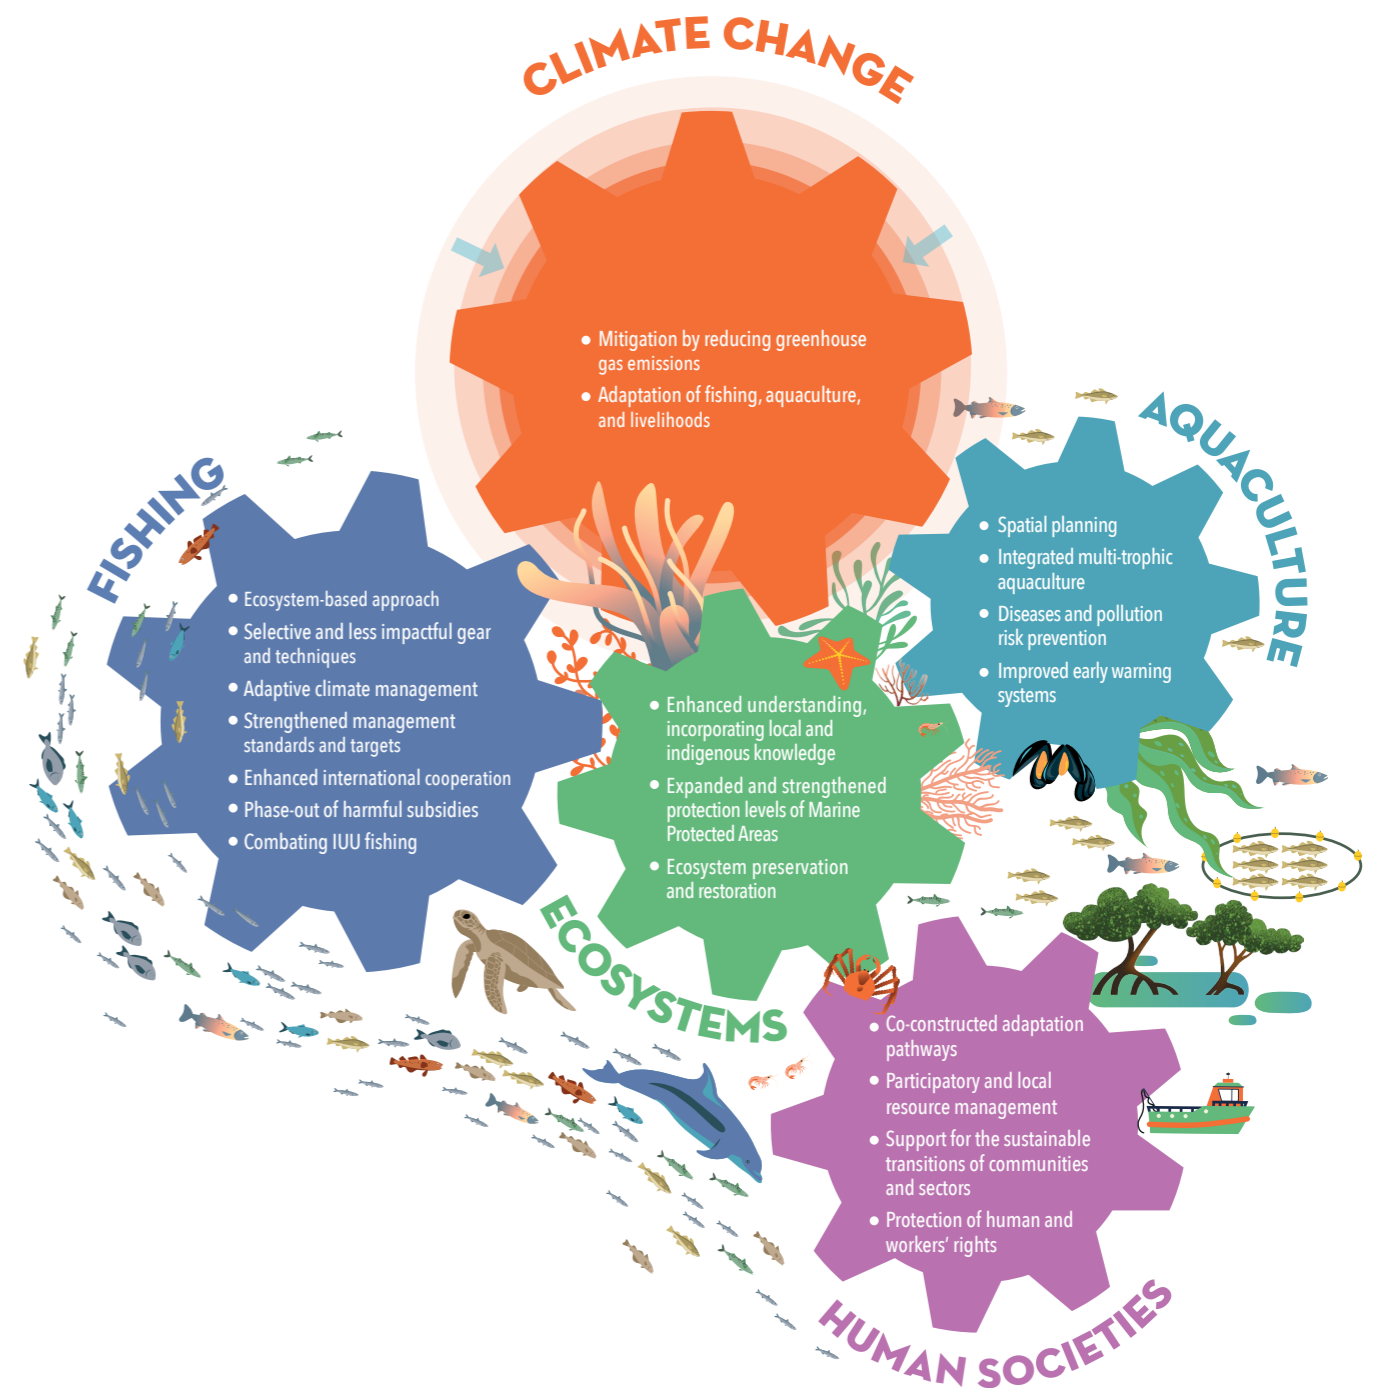 CLIMATE CHANGE
• Mitigation by reducing greenhouse
gas emissions
• Adaptation of fishing, aquaculture,
and livelihoods
FISHING
• Ecosystem-based approach
• Selective and less impactful gear
and techniques
• Adaptive climate management
• Strengthened management
standards and targets
• Enhanced international cooperation
• Phase-out of harmful subsidies
• Combating IUU fishing
AQUACULTURE
• Spatial planning
• Integrated multi-trophic
aquaculture
• Diseases and pollution
risk prevention
• Improved early warning
systems
• Enhanced understanding,
incorporating local and
indigenous knowledge
• Expanded and strengthened
protection levels of Marine
Protected Areas
• Ecosystem preservation
and restoration
ECOSYSTEMS
• Co-constructed adaptation
pathways
• Participatory and local
resource management
• Support for the sustainable
transitions of communities
and sectors
• Protection of human and
workers’ rights
HUMAN SOCIETIES